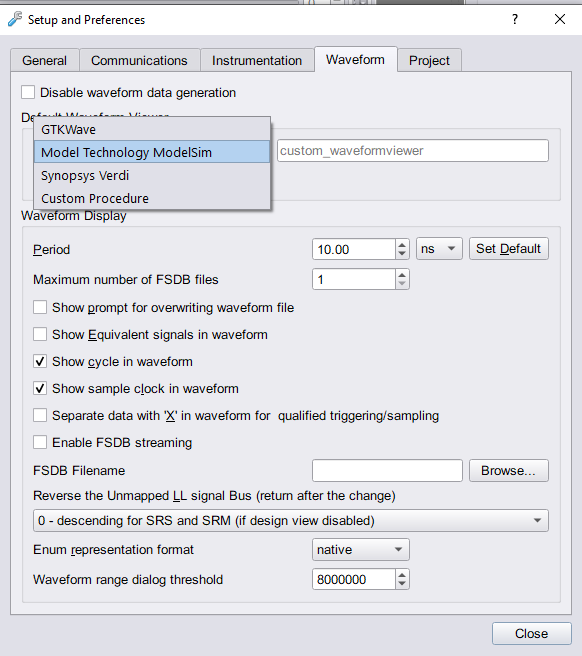 Setup and Preferences
General Communications Instrumentation Waveform Project
Disable waveform data generation
GTKWave
Model Technology ModelSim
custom_waveformviewer
Synopsys Verdi
Custom Procedure
Waveform Display
Period 10.00 ns Set Default
Maximum number of FSDB files 1
Show prompt for overwriting waveform file
Show Equivalent signals in waveform
Show cycle in waveform
Show sample clock in waveform
Separate data with 'X' in waveform for qualified triggering/sampling
Enable FSDB streaming
FSDB Filename Browse...
Reverse the Unmapped LL signal Bus (return after the change)
0 - descending for SRS and SRM (if design view disabled)
Enum representation format native
Waveform range dialog threshold 8000000
Close